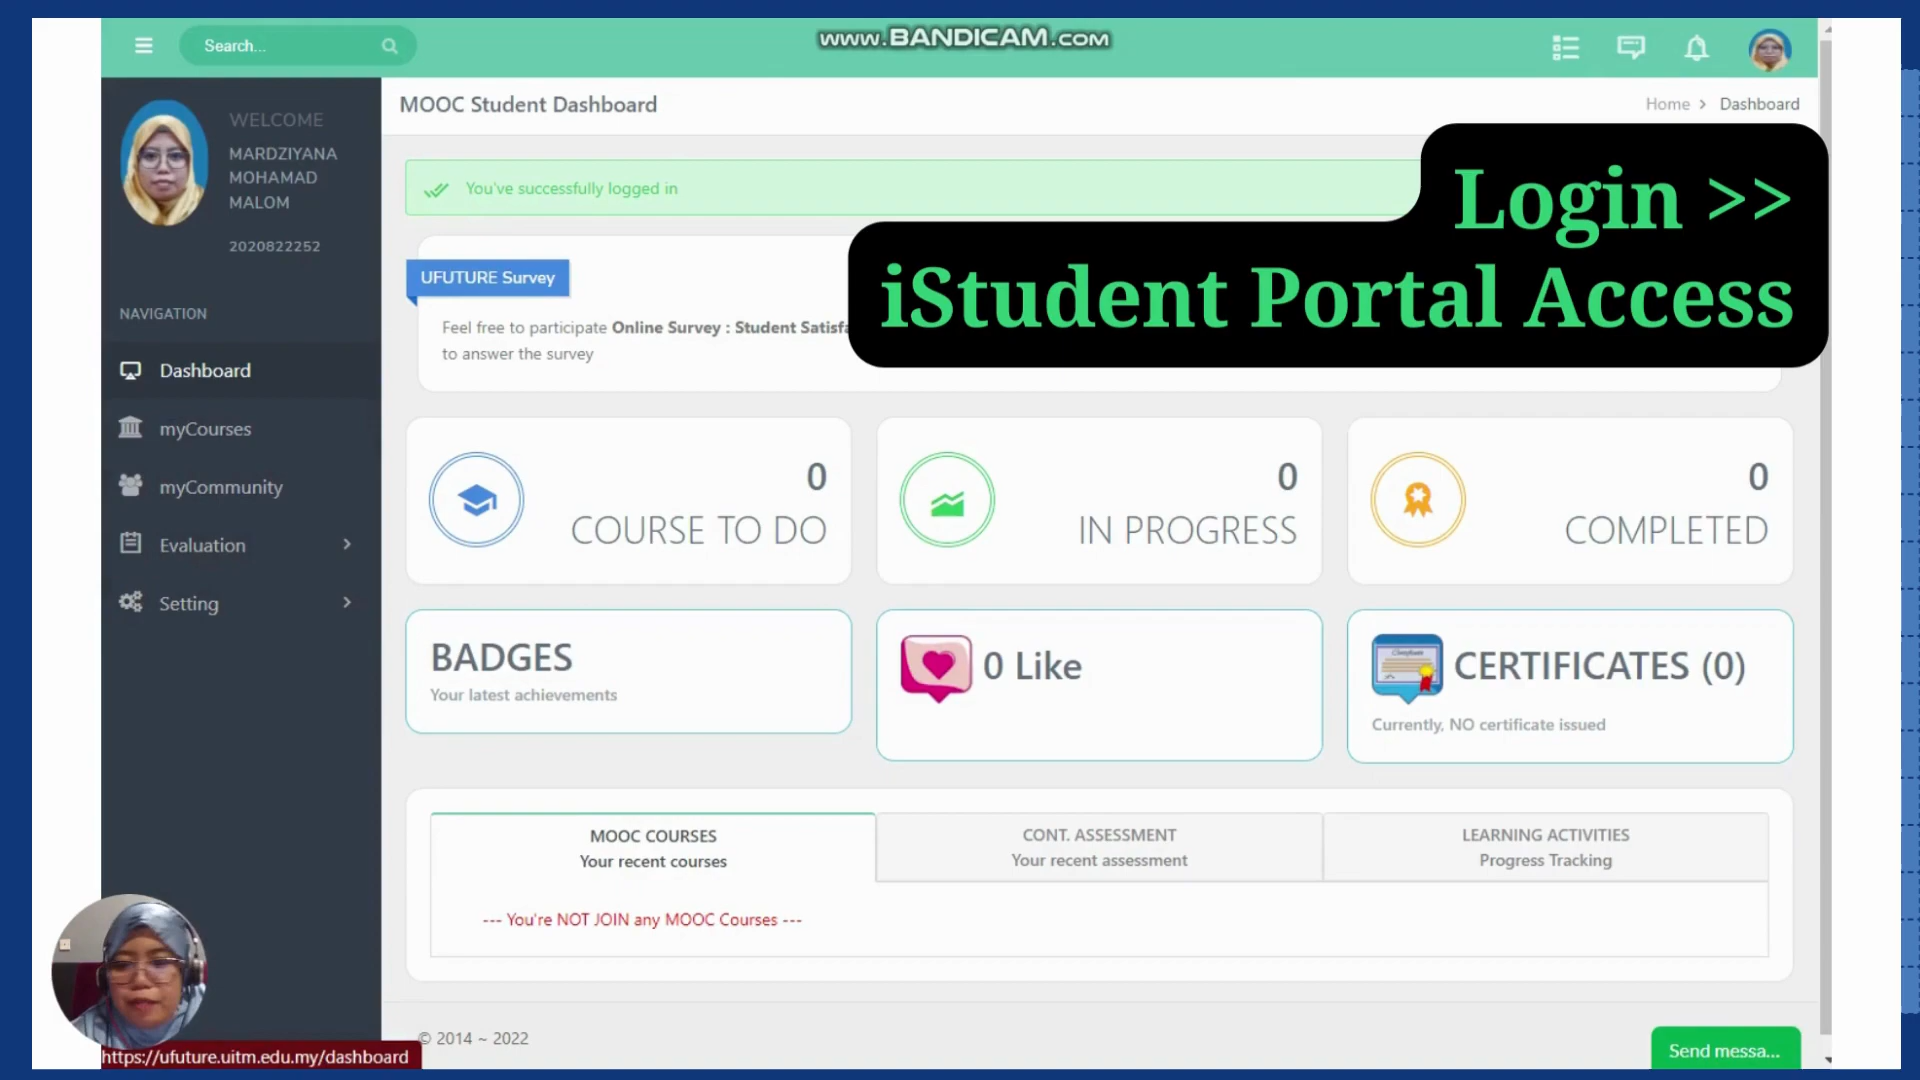 Search...
www.BANDICAM.com
WELCOME
MARDZIYANA
MOHAMAD
MALOM
2020822252
NAVIGATION
Dashboard
myCourses
myCommunity
Evaluation
Setting
MOOC Student Dashboard
Home > Dashboard
You've successfully logged in
Login >>
iStudent Portal Access
UFUTURE Survey
Feel free to participate Online Survey : Student
to answer the survey
0
COURSE TO DO
0
IN PROGRESS
0
COMPLETED
BADGES
Your latest achievements
0 Like
CERTIFICATES (0)
Currently, NO certificate issued
MOOC COURSES
Your recent courses
CONT. ASSESSMENT
Your recent assessment
LEARNING ACTIVITIES
Progress Tracking
--- You're NOT JOIN any MOOC Courses ---
© 2014 ~ 2022
https://ufuture.uitm.edu.my/dashboard
Send messa...